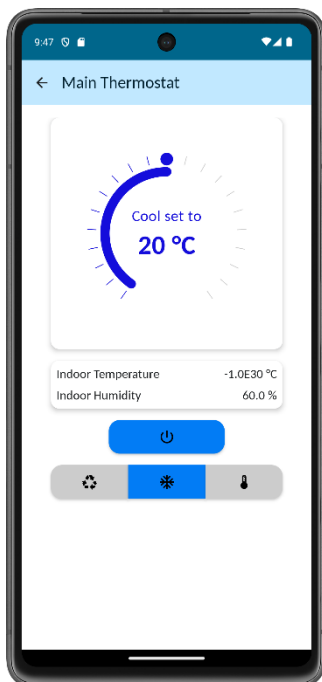 9:47
Main Thermostat
Cool set to
20 °C
Indoor Temperature -1.0E30 °C
Indoor Humidity 60.0 %